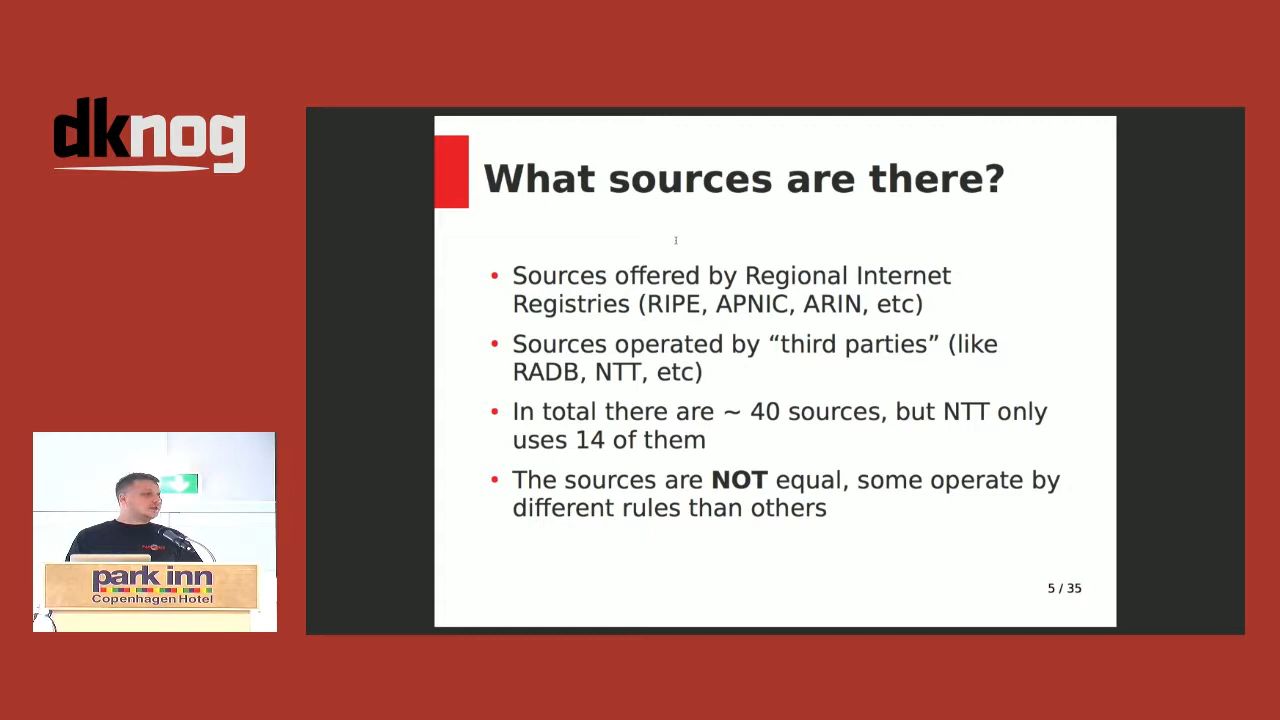 dknog
What sources are there?
• Sources offered by Regional Internet
Registries (RIPE, APNIC, ARIN, etc)
• Sources operated by “third parties” (like
RADB, NTT, etc)
• In total there are ~ 40 sources, but NTT only
uses 14 of them
• The sources are NOT equal, some operate by
different rules than others
5 / 35
park inn
Copenhagen Hotel